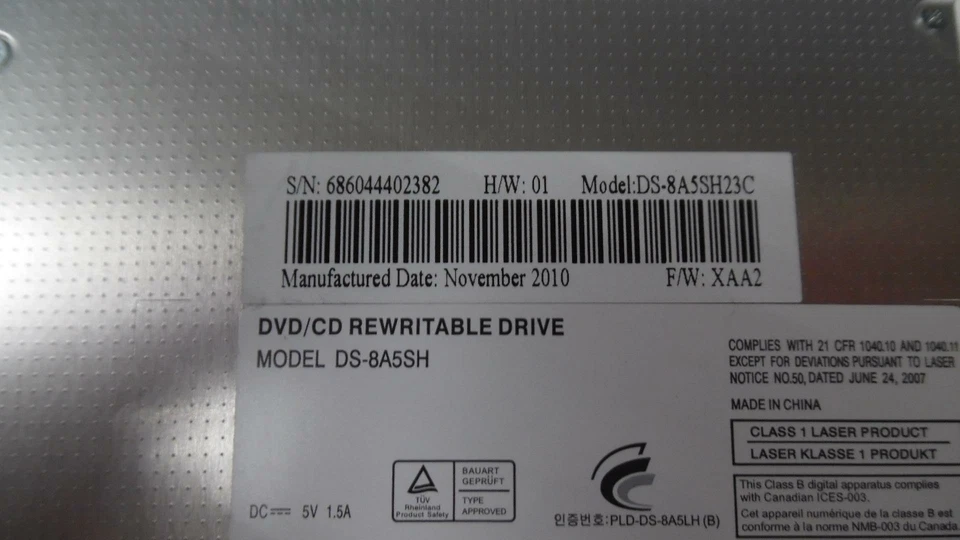 S/N: 686044402382 H/W: 01 Model:DS-8A5SH23C
Manufactured Date: November 2010 F/W: XAA2
DVD/CD REWRITABLE DRIVE
MODEL DS-8A5SH
COMPLIES WITH 21 CFR 1040.10 AND 1040.11
EXCEPT FOR DEVIATIONS PURSUANT TO LASER
NOTICE NO.50, DATED JUNE 24, 2007
MADE IN CHINA
CLASS 1 LASER PRODUCT
LASER KLASSE 1 PRODUKT
DC 5V 1.5A
TÜV
Rheinland
Product Safety
BAUART
GEPRÜFT
TYPE
APPROVED
인증번호:PLD-DS-8A5LH (B)
This Class B digital apparatus complies
with Canadian ICES-003.
Cet appareil numérique de la classe B est
conforme à la norme NMB-003 du Canada.